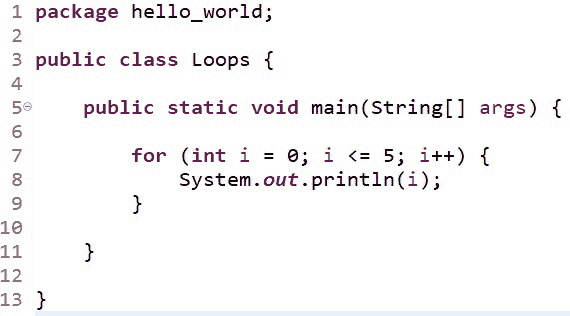 1 package hello_world;
2
3 public class Loops {
4
5 public static void main(String[] args) {
6
7 for (int i = 0; i <= 5; i++) {
8 System.out.println(i);
9 }
10
11 }
12
13 }